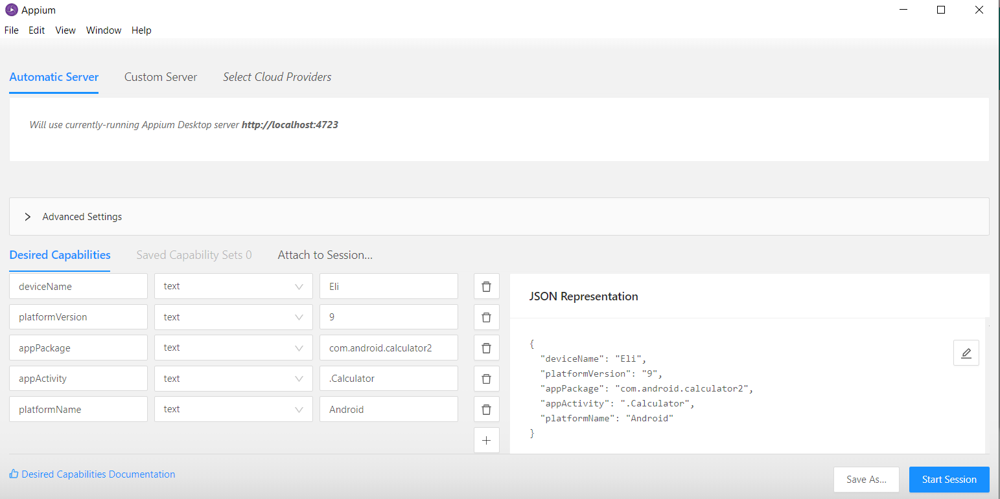 Appium
File Edit View Window Help
Automatic Server Custom Server Select Cloud Providers
Will use currently-running Appium Desktop server http://localhost:4723
Advanced Settings
Desired Capabilities Saved Capability Sets 0 Attach to Session...
deviceName text Eli
platformVersion text 9
appPackage text com.android.calculator2
appActivity text .Calculator
platformName text Android
JSON Representation
{
"deviceName": "Eli",
"platformVersion": "9",
"appPackage": "com.android.calculator2",
"appActivity": ".Calculator",
"platformName": "Android"
}
Desired Capabilities Documentation
Save As... Start Session